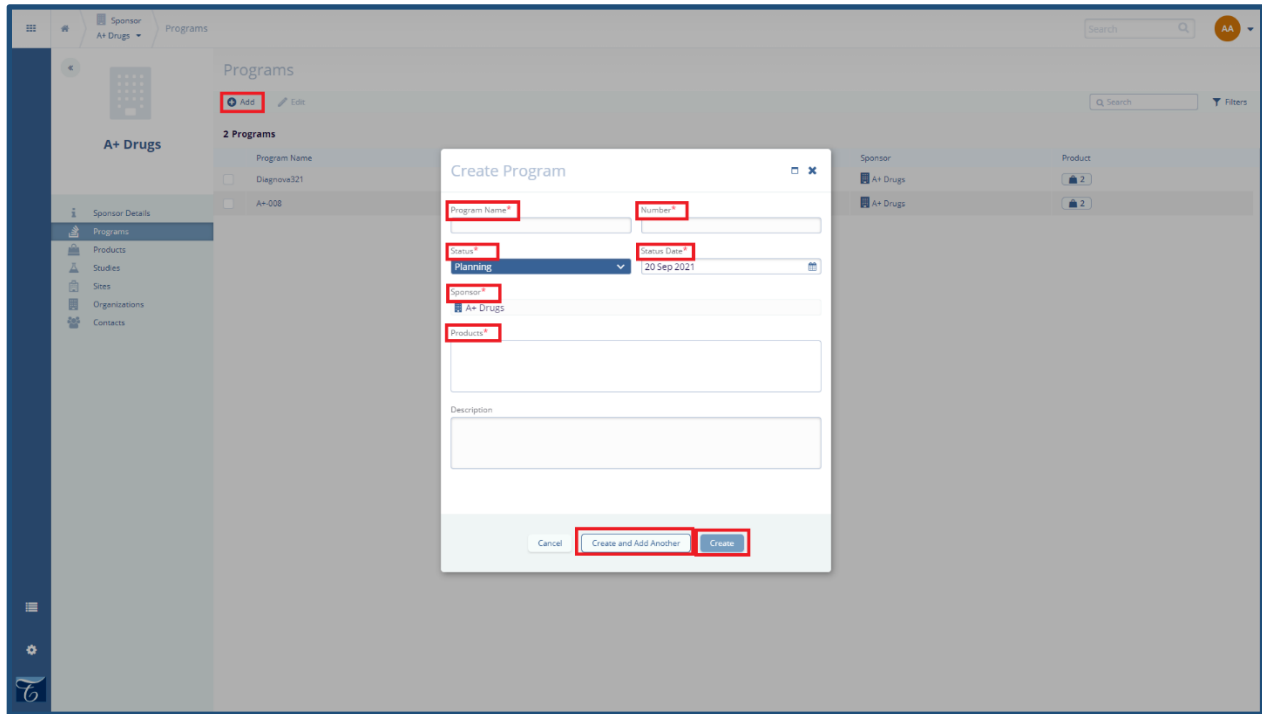 Sponsor
A+ Drugs
Programs
Search
AA
Programs
Add
Edit
Search
Filters
A+ Drugs
2 Programs
Program Name
Sponsor
Product
Diagnova321
A+ Drugs
2
A+-008
A+ Drugs
2
Sponsor Details
Programs
Products
Studies
Sites
Organizations
Contacts
Create Program
Program Name*
Number*
Status*
Status Date*
Planning
20 Sep 2021
Sponsor*
A+ Drugs
Products*
Description
Cancel
Create and Add Another
Create